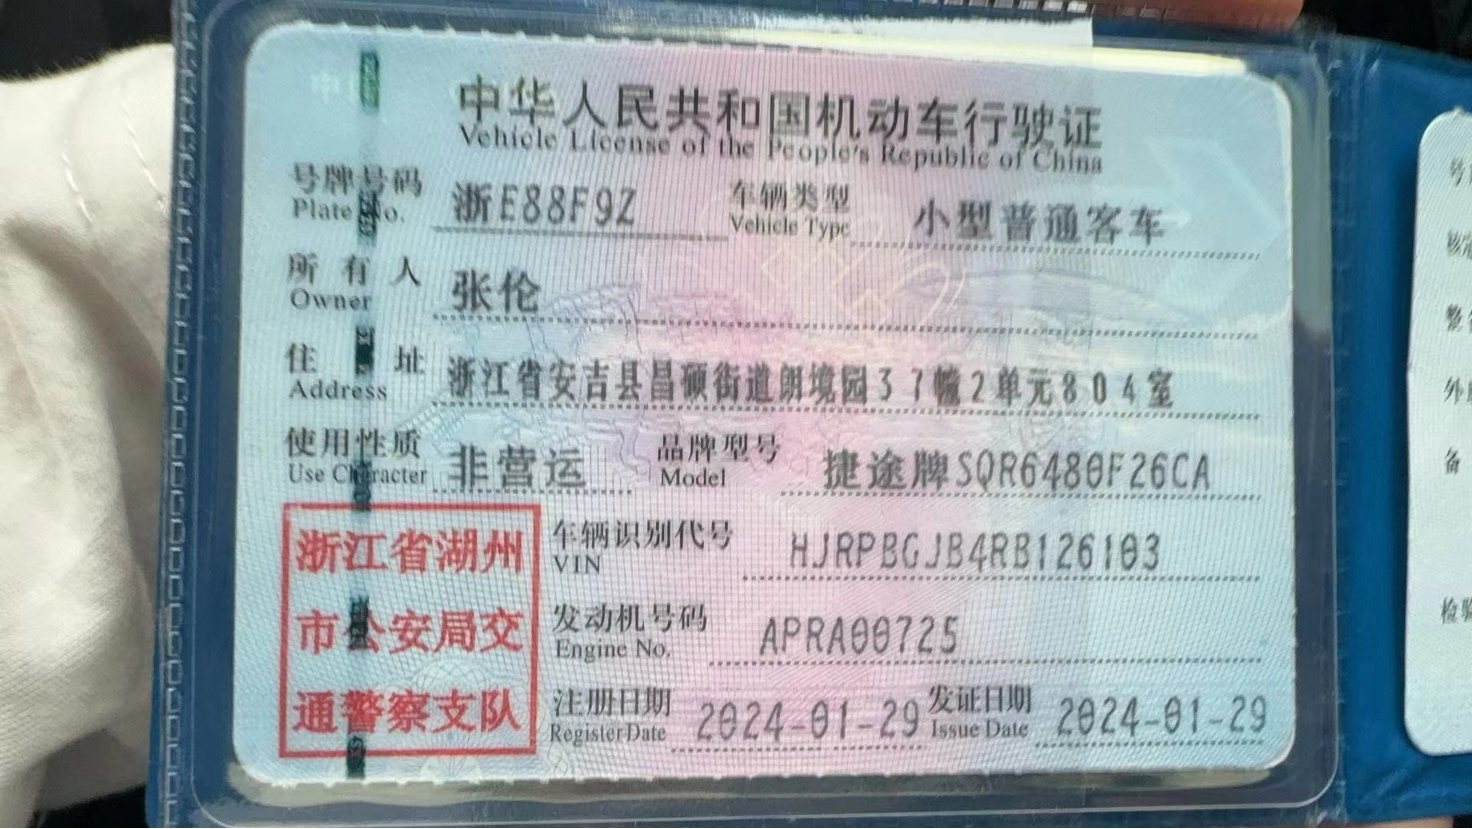 中华人民共和国机动车行驶证
Vehicle License of the People's Republic of China
号牌号码 浙E88F9Z 车辆类型 小型普通客车
Plate No. Vehicle Type
所有人 张伦
Owner
住址 浙江省安吉县昌硕街道朗境园37幢2单元804室
Address
使用性质 非营运 品牌型号 捷途牌SQR6480F26CA
Use Character Model
浙江省湖州
市公安局交
通警察支队
车辆识别代号 HJRPBGJB4RB126103
VIN
发动机号码 APRA00725
Engine No.
注册日期 2024-01-29 发证日期 2024-01-29
Register Date Issue Date
号
核
整
外
备
检验